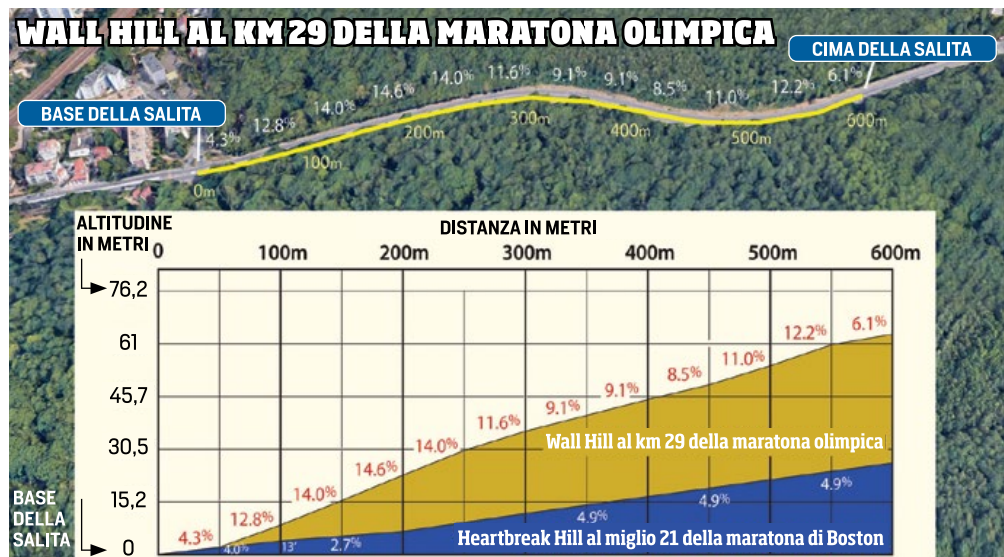 WALL HILL AL KM 29 DELLA MARATONA OLIMPICA
CIMA DELLA SALITA
BASE DELLA SALITA
4.3% 12.8% 14.0% 14.6% 14.0% 11.6% 9.1% 9.1% 8.5% 11.0% 12.2% 6.1%
0m 100m 200m 300m 400m 500m 600m
ALTITUDINE
IN METRI
DISTANZA IN METRI
0 100m 200m 300m 400m 500m 600m
76,2
61
45,7
30,5
15,2
0
BASE
DELLA
SALITA
4.3% 12.8% 14.0% 14.6% 14.0% 11.6% 9.1% 9.1% 8.5% 11.0% 12.2% 6.1%
Wall Hill al km 29 della maratona olimpica
4.0% 13' 2.7% 4.9% 4.9% 4.9%
Heartbreak Hill al miglio 21 della maratona di Boston